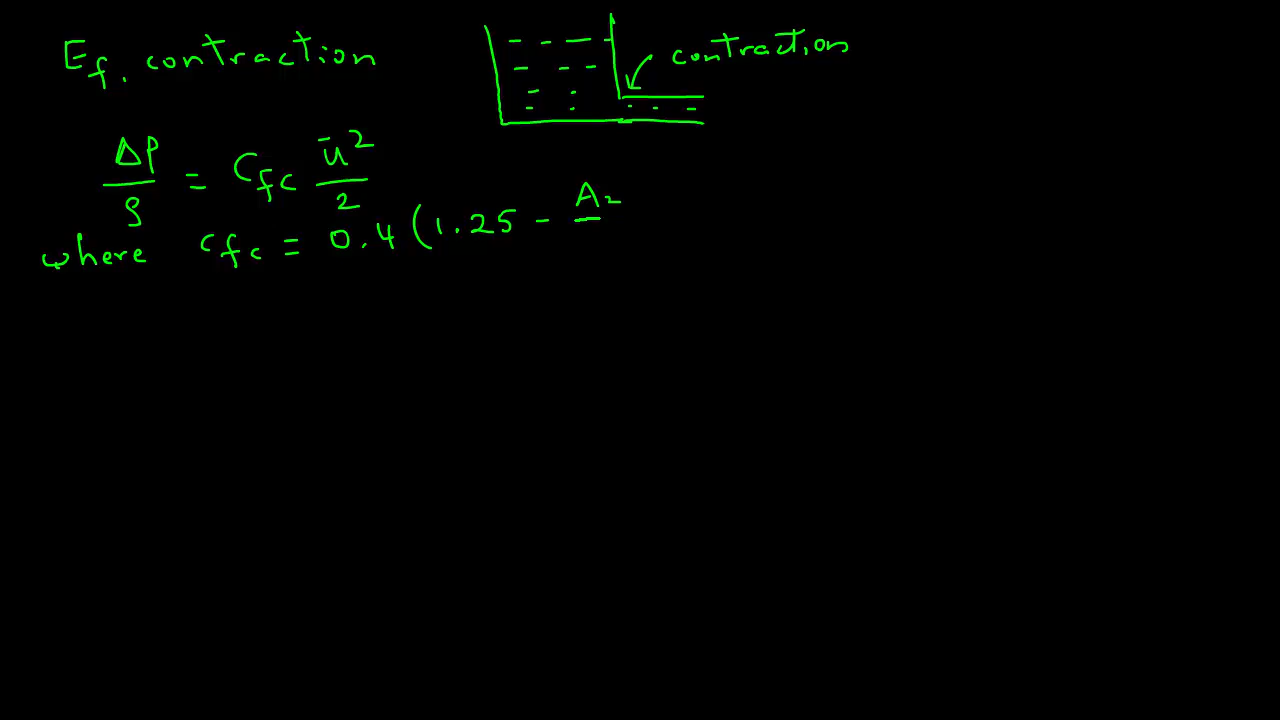 Ef, contraction
contraction
ΔP/ρ = Cfc ū²/2
where cfc = 0.4 (1.25 - A₂/